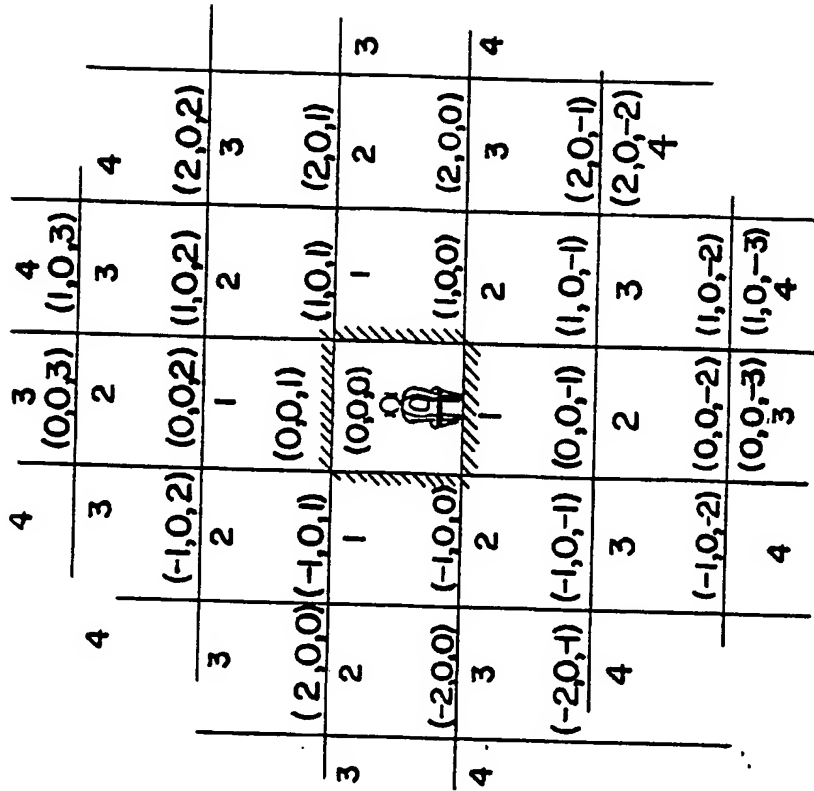 4 3 4
(0,0,3) (1,0,3)
4 3 2 3 4
(-1,0,2) (0,0,2) (1,0,2) (2,0,2)
3 2 1 2 3
( 2,0,0) (-1,0,1) (0,0,1) (1,0,1) (2,0,1)
3 2 1 (0,0,0) 1 2 3
(-2,0,0) (-1,0,0) (1,0,0) (2,0,0)
4 3 2 1 2 3 4
(-2,0,-1) (-1,0,-1) (0,0,-1) (1,0,-1) (2,0,-1)
4 3 2 3 (2,0,-2)
4
(-1,0,-2) (0,0,-2) (1,0,-2)
(0,0,-3) (1,0,-3)
4 3 4